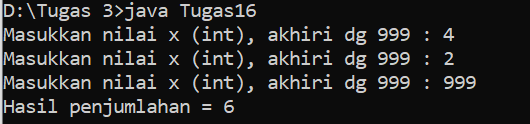 D:\Tugas 3>java Tugas16
Masukkan nilai x (int), akhiri dg 999 : 4
Masukkan nilai x (int), akhiri dg 999 : 2
Masukkan nilai x (int), akhiri dg 999 : 999
Hasil penjumlahan = 6